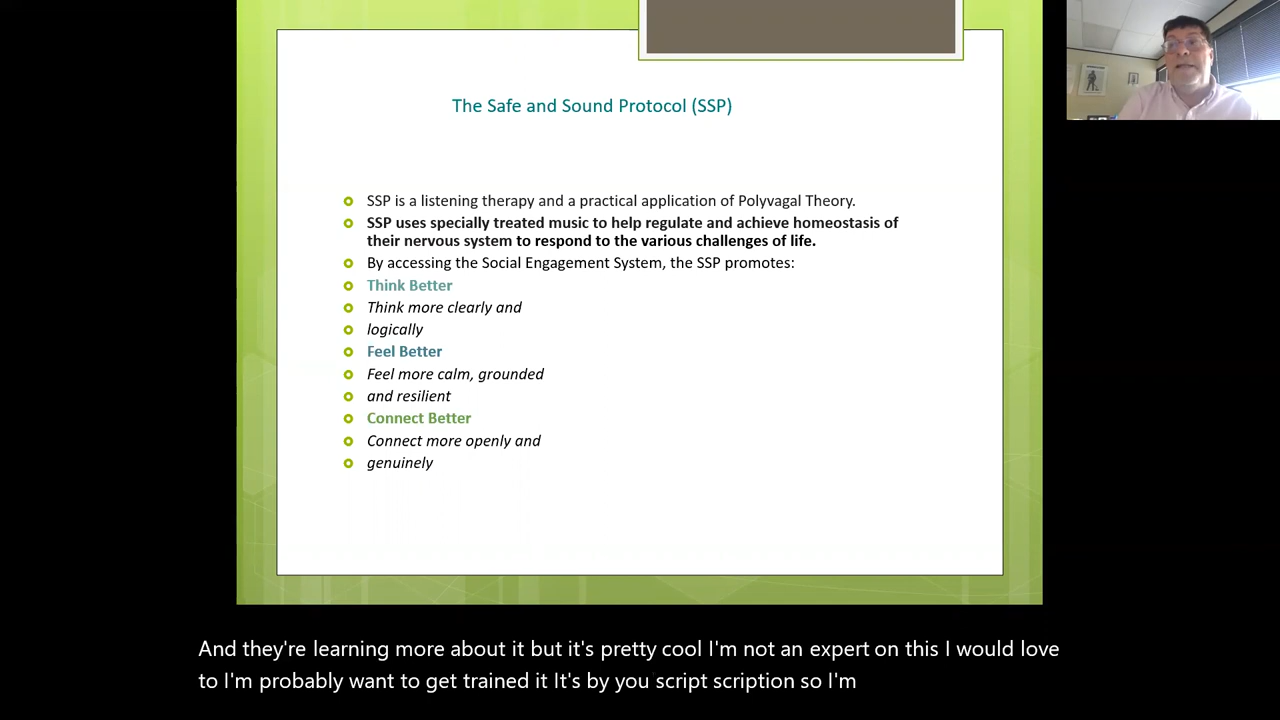 The Safe and Sound Protocol (SSP)
SSP is a listening therapy and a practical application of Polyvagal Theory.
SSP uses specially treated music to help regulate and achieve homeostasis of
their nervous system to respond to the various challenges of life.
By accessing the Social Engagement System, the SSP promotes:
Think Better
Think more clearly and
logically
Feel Better
Feel more calm, grounded
and resilient
Connect Better
Connect more openly and
genuinely
And they're learning more about it but it's pretty cool I'm not an expert on this I would love
to I'm probably want to get trained it It's by you script scription so I'm